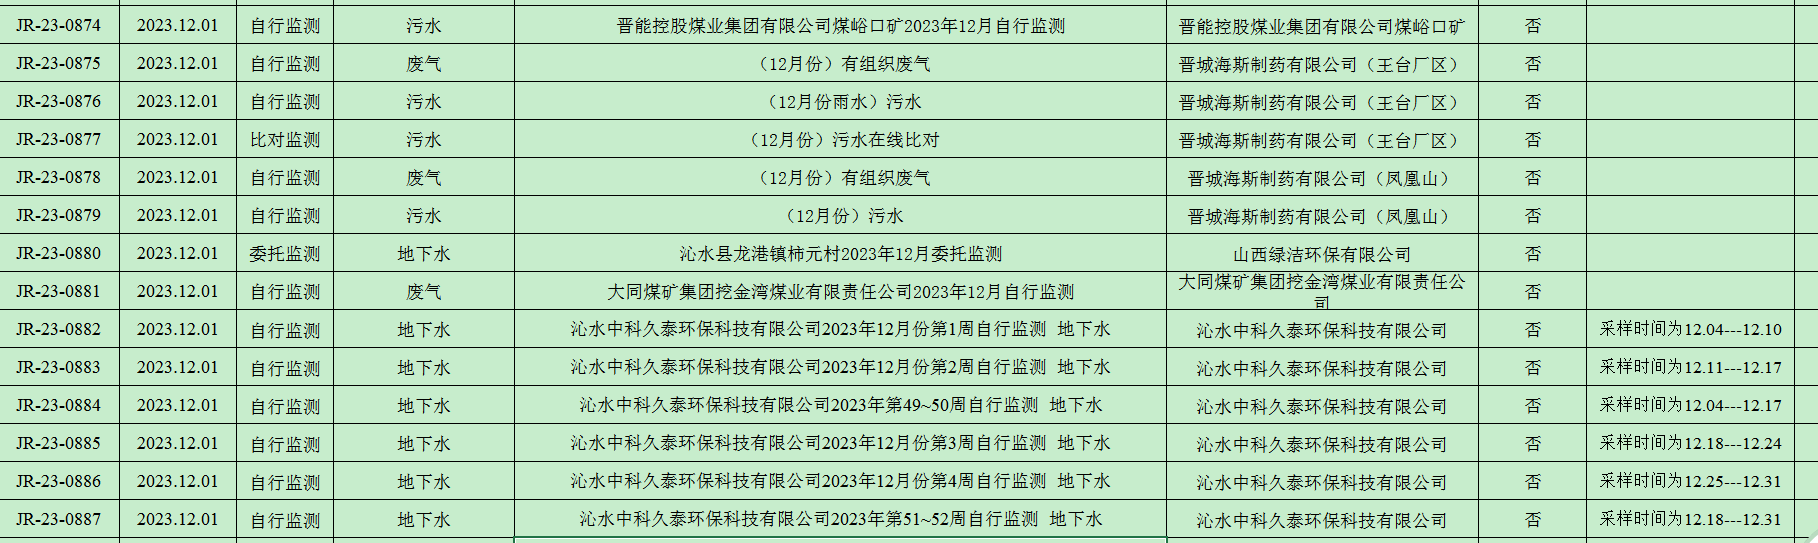 JR-23-0874 2023.12.01 自行监测 污水 晋能控股煤业集团有限公司煤峪口矿2023年12月自行监测 晋能控股煤业集团有限公司煤峪口矿 否
JR-23-0875 2023.12.01 自行监测 废气 （12月份）有组织废气 晋城海斯制药有限公司（王台厂区） 否
JR-23-0876 2023.12.01 自行监测 污水 （12月份雨水）污水 晋城海斯制药有限公司（王台厂区） 否
JR-23-0877 2023.12.01 比对监测 污水 （12月份）污水在线比对 晋城海斯制药有限公司（王台厂区） 否
JR-23-0878 2023.12.01 自行监测 废气 （12月份）有组织废气 晋城海斯制药有限公司（凤凰山） 否
JR-23-0879 2023.12.01 自行监测 污水 （12月份）污水 晋城海斯制药有限公司（凤凰山） 否
JR-23-0880 2023.12.01 委托监测 地下水 沁水县龙港镇柿元村2023年12月委托监测 山西绿洁环保有限公司 否
JR-23-0881 2023.12.01 自行监测 废气 大同煤矿集团挖金湾煤业有限责任公司2023年12月自行监测 大同煤矿集团挖金湾煤业有限责任公
司 否
JR-23-0882 2023.12.01 自行监测 地下水 沁水中科久泰环保科技有限公司2023年12月份第1周自行监测 地下水 沁水中科久泰环保科技有限公司 否 采样时间为12.04---12.10
JR-23-0883 2023.12.01 自行监测 地下水 沁水中科久泰环保科技有限公司2023年12月份第2周自行监测 地下水 沁水中科久泰环保科技有限公司 否 采样时间为12.11---12.17
JR-23-0884 2023.12.01 自行监测 地下水 沁水中科久泰环保科技有限公司2023年第49~50周自行监测 地下水 沁水中科久泰环保科技有限公司 否 采样时间为12.04---12.17
JR-23-0885 2023.12.01 自行监测 地下水 沁水中科久泰环保科技有限公司2023年12月份第3周自行监测 地下水 沁水中科久泰环保科技有限公司 否 采样时间为12.18---12.24
JR-23-0886 2023.12.01 自行监测 地下水 沁水中科久泰环保科技有限公司2023年12月份第4周自行监测 地下水 沁水中科久泰环保科技有限公司 否 采样时间为12.25---12.31
JR-23-0887 2023.12.01 自行监测 地下水 沁水中科久泰环保科技有限公司2023年第51~52周自行监测 地下水 沁水中科久泰环保科技有限公司 否 采样时间为12.18---12.31